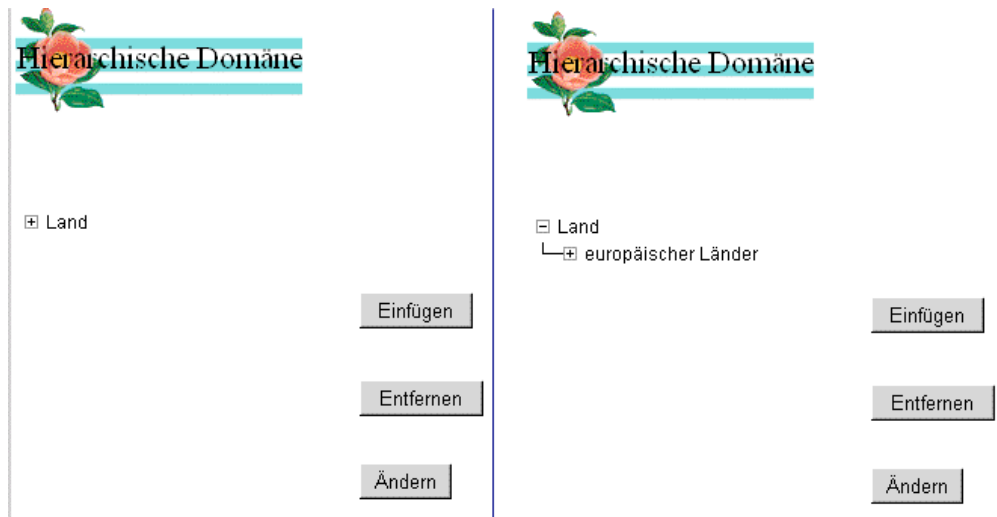 Hierarchische Domäne
Land
Einfügen
Entfernen
Ändern
Hierarchische Domäne
Land
europäischer Länder
Einfügen
Entfernen
Ändern